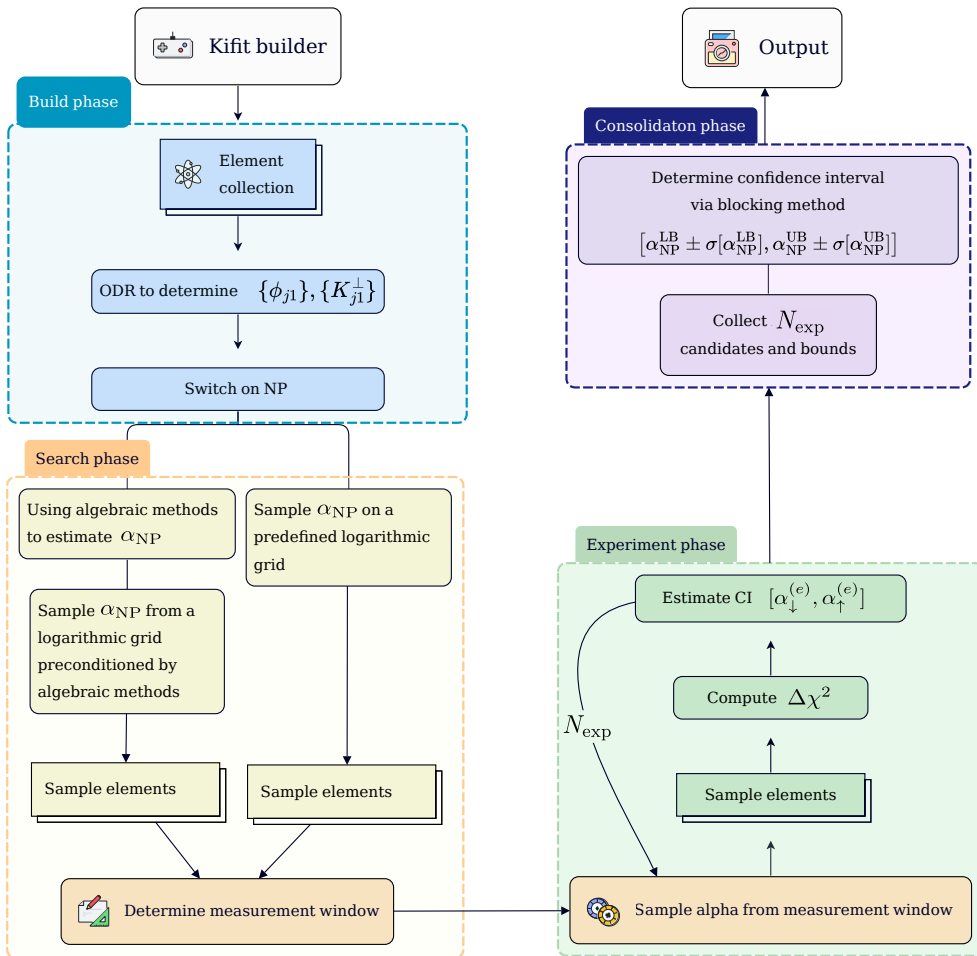 Kifit builder
Build phase
Element
collection
ODR to determine {ϕ_{j1}}, {K_{j1}^⊥}
Switch on NP
Search phase
Using algebraic methods
to estimate α_NP
Sample α_NP from a
logarithmic grid
preconditioned by
algebraic methods
Sample elements
Sample α_NP on a
predefined logarithmic
grid
Sample elements
Determine measurement window
Experiment phase
Sample alpha from measurement window
Sample elements
Compute Δχ²
Estimate CI [α_↓^{(e)}, α_↑^{(e)}]
N_exp
Consolidaton phase
Collect N_exp
candidates and bounds
Determine confidence interval
via blocking method
[α_NP^LB ± σ[α_NP^LB], α_NP^UB ± σ[α_NP^UB]]
Output